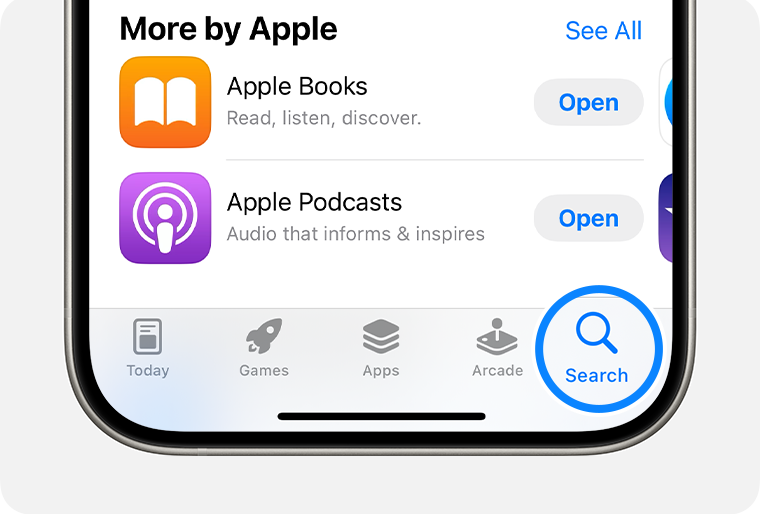 More by Apple
See All
Apple Books
Read, listen, discover.
Open
Apple Podcasts
Audio that informs & inspires
Open
Today
Games
Apps
Arcade
Search